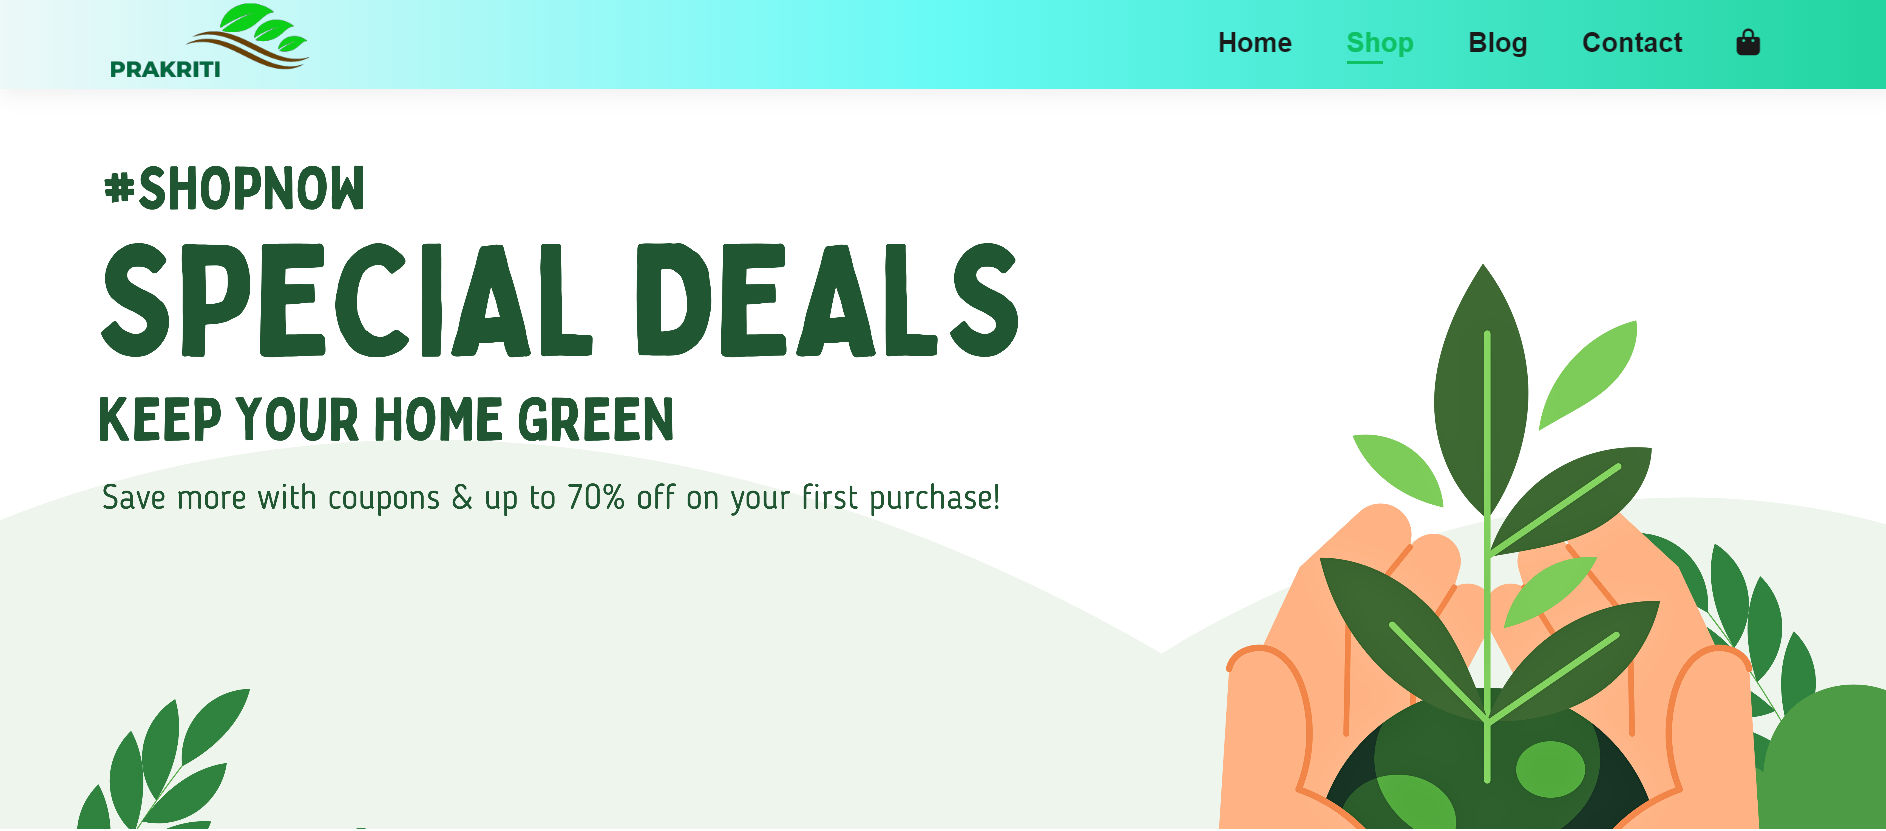 PRAKRITI
Home Shop Blog Contact
#SHOPNOW
SPECIAL DEALS
KEEP YOUR HOME GREEN
Save more with coupons & up to 70% off on your first purchase!